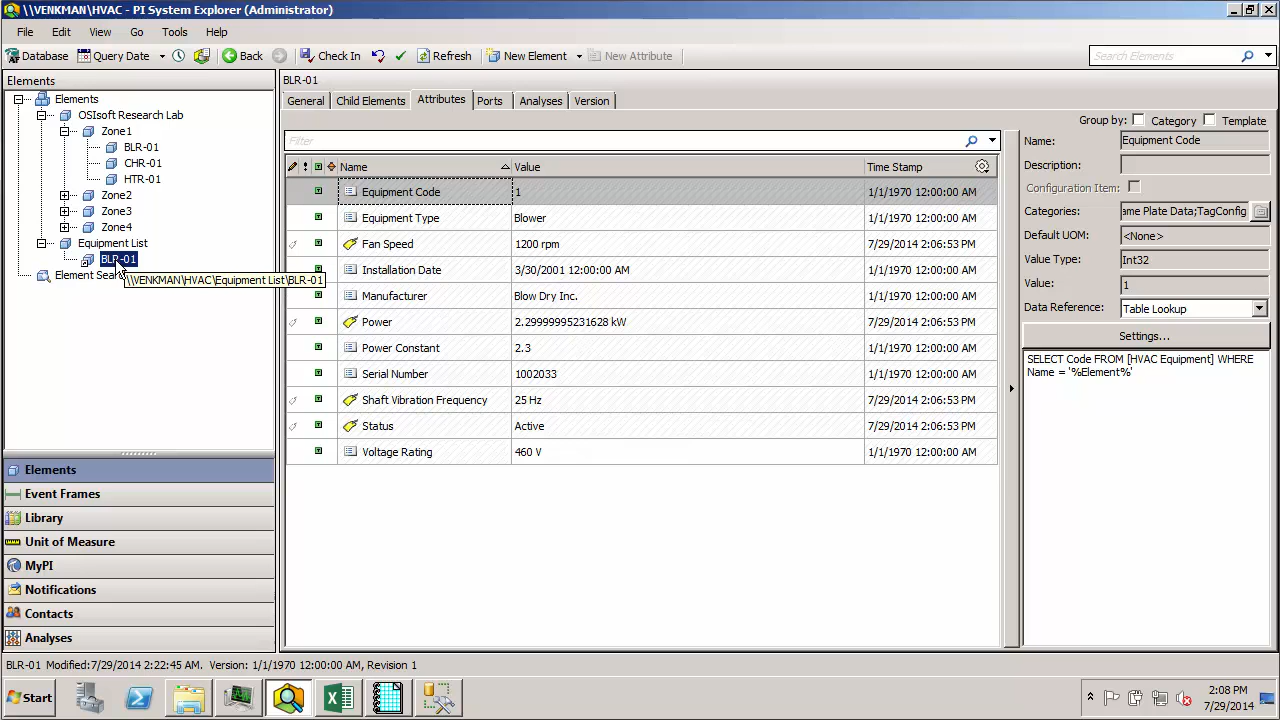 \\VENKMAN\HVAC - PI System Explorer (Administrator)
File Edit View Go Tools Help
Database Query Date Back Check In Refresh New Element New Attribute Search Elements
Elements
Elements
OSIsoft Research Lab
Zone1
BLR-01
CHR-01
HTR-01
Zone2
Zone3
Zone4
Equipment List
BLR-01
Element Searc
\\VENKMAN\HVAC\Equipment List\BLR-01
Elements
Event Frames
Library
Unit of Measure
MyPI
Notifications
Contacts
Analyses
BLR-01
General Child Elements Attributes Ports Analyses Version
Group by: Category Template
Filter
Name Value Time Stamp
Equipment Code 1 1/1/1970 12:00:00 AM
Equipment Type Blower 1/1/1970 12:00:00 AM
Fan Speed 1200 rpm 7/29/2014 2:06:53 PM
Installation Date 3/30/2001 12:00:00 AM 1/1/1970 12:00:00 AM
Manufacturer Blow Dry Inc. 1/1/1970 12:00:00 AM
Power 2.29999995231628 kW 7/29/2014 2:06:53 PM
Power Constant 2.3 1/1/1970 12:00:00 AM
Serial Number 1002033 1/1/1970 12:00:00 AM
Shaft Vibration Frequency 25 Hz 7/29/2014 2:06:53 PM
Status Active 7/29/2014 2:06:53 PM
Voltage Rating 460 V 1/1/1970 12:00:00 AM
Name: Equipment Code
Description:
Configuration Item:
Categories: ame Plate Data;TagConfig
Default UOM: <None>
Value Type: Int32
Value: 1
Data Reference: Table Lookup
Settings...
SELECT Code FROM [HVAC Equipment] WHERE
Name = '%Element%'
BLR-01 Modified:7/29/2014 2:22:45 AM. Version: 1/1/1970 12:00:00 AM, Revision 1
Start
2:08 PM
7/29/2014